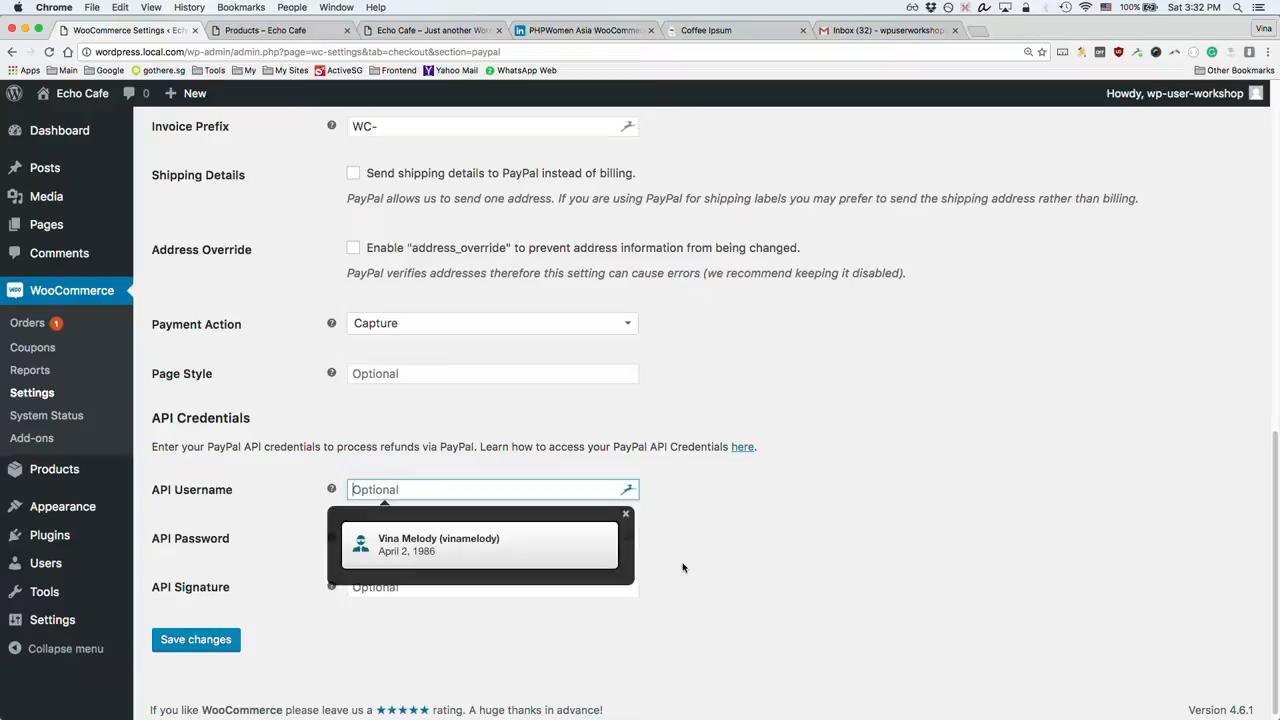 Chrome File Edit View History Bookmarks People Window Help 100% Sat 3:32 PM
WooCommerce Settings ‹ Ech Products – Echo Cafe Echo Cafe – Just another Wor PHPWomen Asia WooComme Coffee Ipsum Inbox (32) - wpuserworkshop Vina
wordpress.local.com/wp-admin/admin.php?page=wc-settings&tab=checkout&section=paypal
Apps Main Google gothere.sg Tools My My Sites ActiveSG Frontend Yahoo Mail WhatsApp Web Other Bookmarks
Echo Cafe 0 New Howdy, wp-user-workshop
Dashboard
Posts
Media
Pages
Comments
WooCommerce
Orders 1
Coupons
Reports
Settings
System Status
Add-ons
Products
Appearance
Plugins
Users
Tools
Settings
Collapse menu
Invoice Prefix WC-
Shipping Details Send shipping details to PayPal instead of billing.
PayPal allows us to send one address. If you are using PayPal for shipping labels you may prefer to send the shipping address rather than billing.
Address Override Enable "address_override" to prevent address information from being changed.
PayPal verifies addresses therefore this setting can cause errors (we recommend keeping it disabled).
Payment Action Capture
Page Style Optional
API Credentials
Enter your PayPal API credentials to process refunds via PayPal. Learn how to access your PayPal API Credentials here.
API Username Optional
Vina Melody (vinamelody)
April 2, 1986
API Password
API Signature Optional
Save changes
If you like WooCommerce please leave us a ★★★★★ rating. A huge thanks in advance! Version 4.6.1